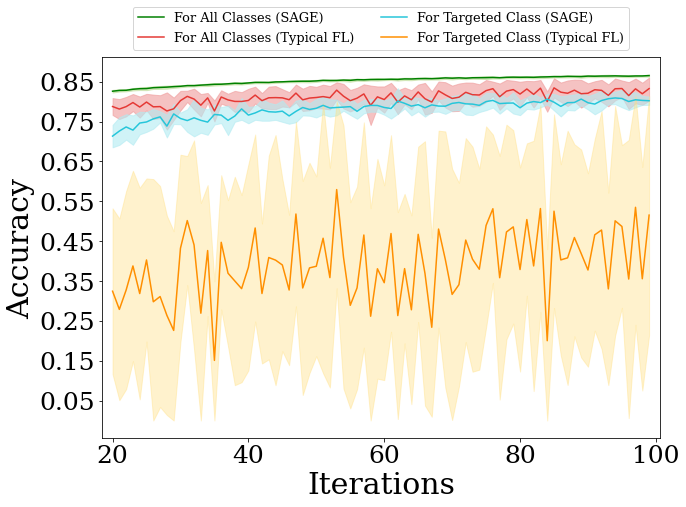 For All Classes (SAGE)
For All Classes (Typical FL)
For Targeted Class (SAGE)
For Targeted Class (Typical FL)
Accuracy
0.85
0.75
0.65
0.55
0.45
0.35
0.25
0.15
0.05
20 40 60 80 100
Iterations